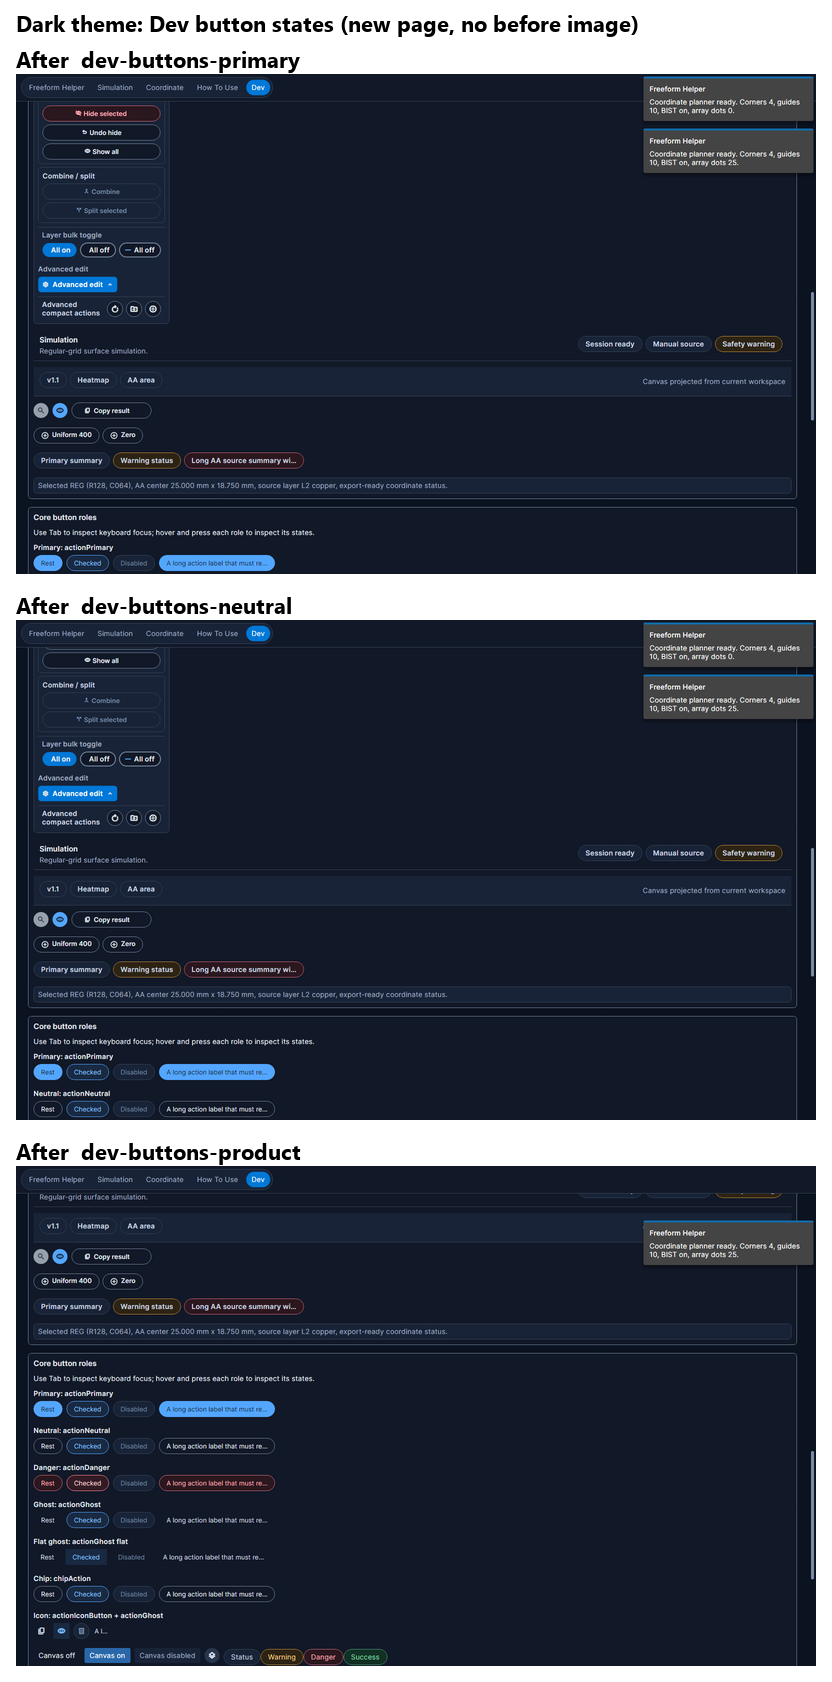 Dark theme: Dev button states (new page, no before image)
After  dev-buttons-primary
Freeform Helper Simulation Coordinate How To Use Dev
Freeform Helper
Coordinate planner ready. Corners 4, guides
10, BIST on, array dots 0.
Freeform Helper
Coordinate planner ready. Corners 4, guides
10, BIST on, array dots 25.
Hide selected
Undo hide
Show all
Combine / split
Combine
Split selected
Layer bulk toggle
All on All off All off
Advanced edit
Advanced edit
Advanced
compact actions
Simulation
Regular-grid surface simulation.
Session ready Manual source Safety warning
v1.1 Heatmap AA area Canvas projected from current workspace
Copy result
Uniform 400 Zero
Primary summary Warning status Long AA source summary wi...
Selected REG (R128, C064), AA center 25.000 mm x 18.750 mm, source layer L2 copper, export-ready coordinate status.
Core button roles
Use Tab to inspect keyboard focus; hover and press each role to inspect its states.
Primary: actionPrimary
Rest Checked Disabled A long action label that must re...
After  dev-buttons-neutral
Freeform Helper Simulation Coordinate How To Use Dev
Freeform Helper
Coordinate planner ready. Corners 4, guides
10, BIST on, array dots 0.
Freeform Helper
Coordinate planner ready. Corners 4, guides
10, BIST on, array dots 25.
Show all
Combine / split
Combine
Split selected
Layer bulk toggle
All on All off All off
Advanced edit
Advanced edit
Advanced
compact actions
Simulation
Regular-grid surface simulation.
Session ready Manual source Safety warning
v1.1 Heatmap AA area Canvas projected from current workspace
Copy result
Uniform 400 Zero
Primary summary Warning status Long AA source summary wi...
Selected REG (R128, C064), AA center 25.000 mm x 18.750 mm, source layer L2 copper, export-ready coordinate status.
Core button roles
Use Tab to inspect keyboard focus; hover and press each role to inspect its states.
Primary: actionPrimary
Rest Checked Disabled A long action label that must re...
Neutral: actionNeutral
Rest Checked Disabled A long action label that must re...
After  dev-buttons-product
Freeform Helper Simulation Coordinate How To Use Dev
Regular-grid surface simulation.
v1.1 Heatmap AA area
Freeform Helper
Coordinate planner ready. Corners 4, guides
10, BIST on, array dots 25.
Copy result
Uniform 400 Zero
Primary summary Warning status Long AA source summary wi...
Selected REG (R128, C064), AA center 25.000 mm x 18.750 mm, source layer L2 copper, export-ready coordinate status.
Core button roles
Use Tab to inspect keyboard focus; hover and press each role to inspect its states.
Primary: actionPrimary
Rest Checked Disabled A long action label that must re...
Neutral: actionNeutral
Rest Checked Disabled A long action label that must re...
Danger: actionDanger
Rest Checked Disabled A long action label that must re...
Ghost: actionGhost
Rest Checked Disabled A long action label that must re...
Flat ghost: actionGhost flat
Rest Checked Disabled A long action label that must re...
Chip: chipAction
Rest Checked Disabled A long action label that must re...
Icon: actionIconButton + actionGhost
A l...
Canvas off Canvas on Canvas disabled Status Warning Danger Success